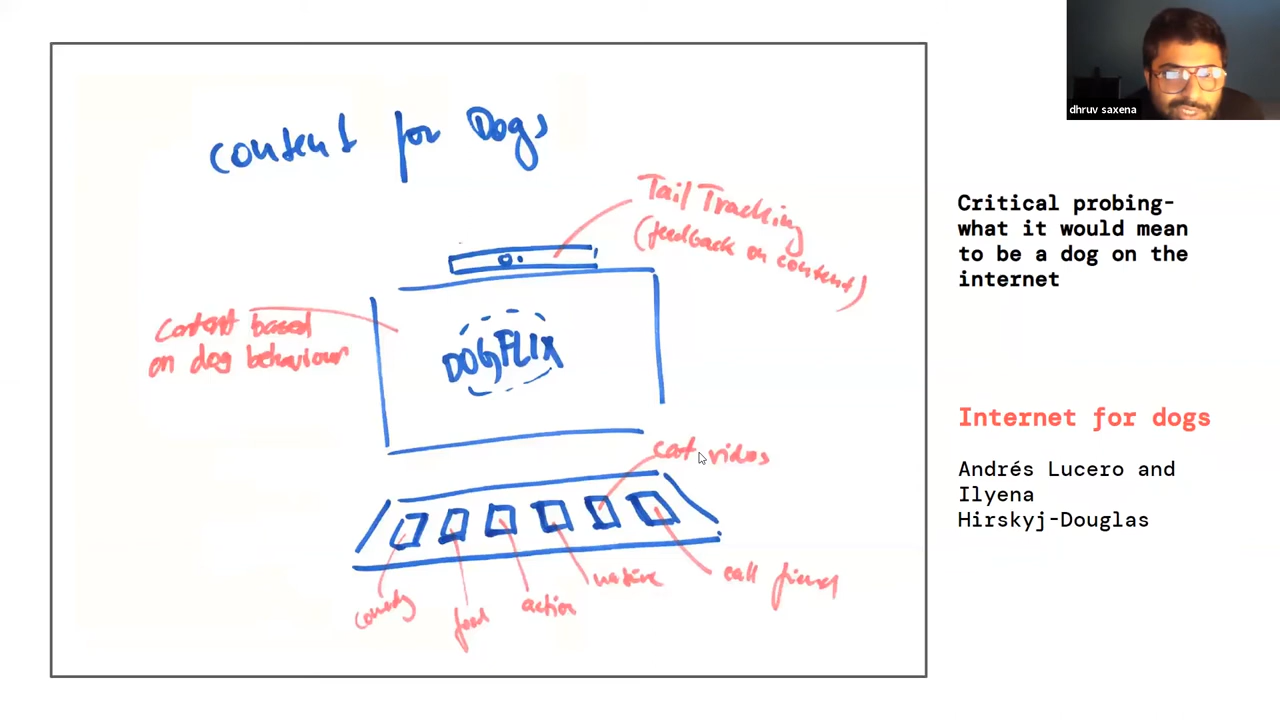 content for Dogs
Tail Tracking
(feedback on content)
Content based
on dog behaviour
DOGFLIX
cat vidos
comedy
food
action
native
call friend
dhruv saxena
Critical probing-
what it would mean
to be a dog on the
internet
Internet for dogs
Andrés Lucero and
Ilyena
Hirskyj-Douglas